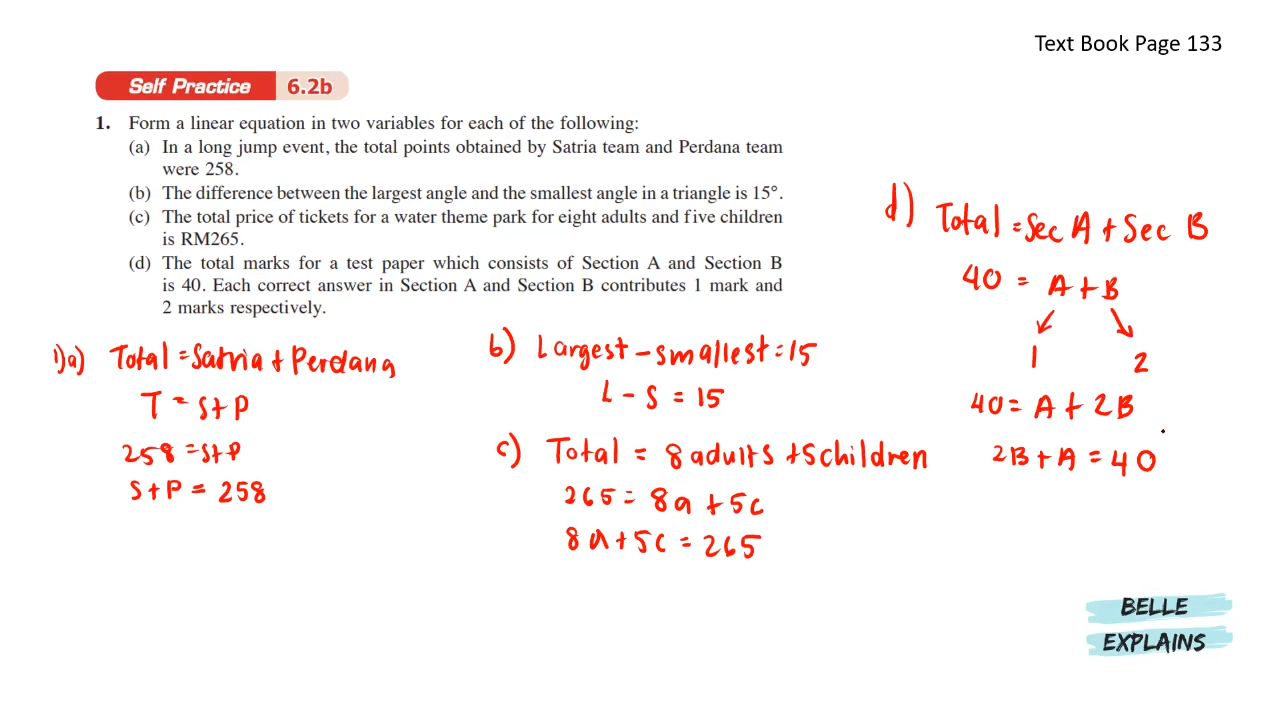 Text Book Page 133
Self Practice 6.2b
1. Form a linear equation in two variables for each of the following:
(a) In a long jump event, the total points obtained by Satria team and Perdana team
were 258.
(b) The difference between the largest angle and the smallest angle in a triangle is 15°.
(c) The total price of tickets for a water theme park for eight adults and five children
is RM265.
(d) The total marks for a test paper which consists of Section A and Section B
is 40. Each correct answer in Section A and Section B contributes 1 mark and
2 marks respectively.
1)a) Total = Satria + Perdana
T = S + P
258 = S + P
S + P = 258
b) Largest - smallest = 15
L - S = 15
c) Total = 8 adults + 5 children
265 = 8a + 5c
8a + 5c = 265
d) Total = Sec A + Sec B
40 = A + B
1 2
40 = A + 2B
2B + A = 40
BELLE
EXPLAINS